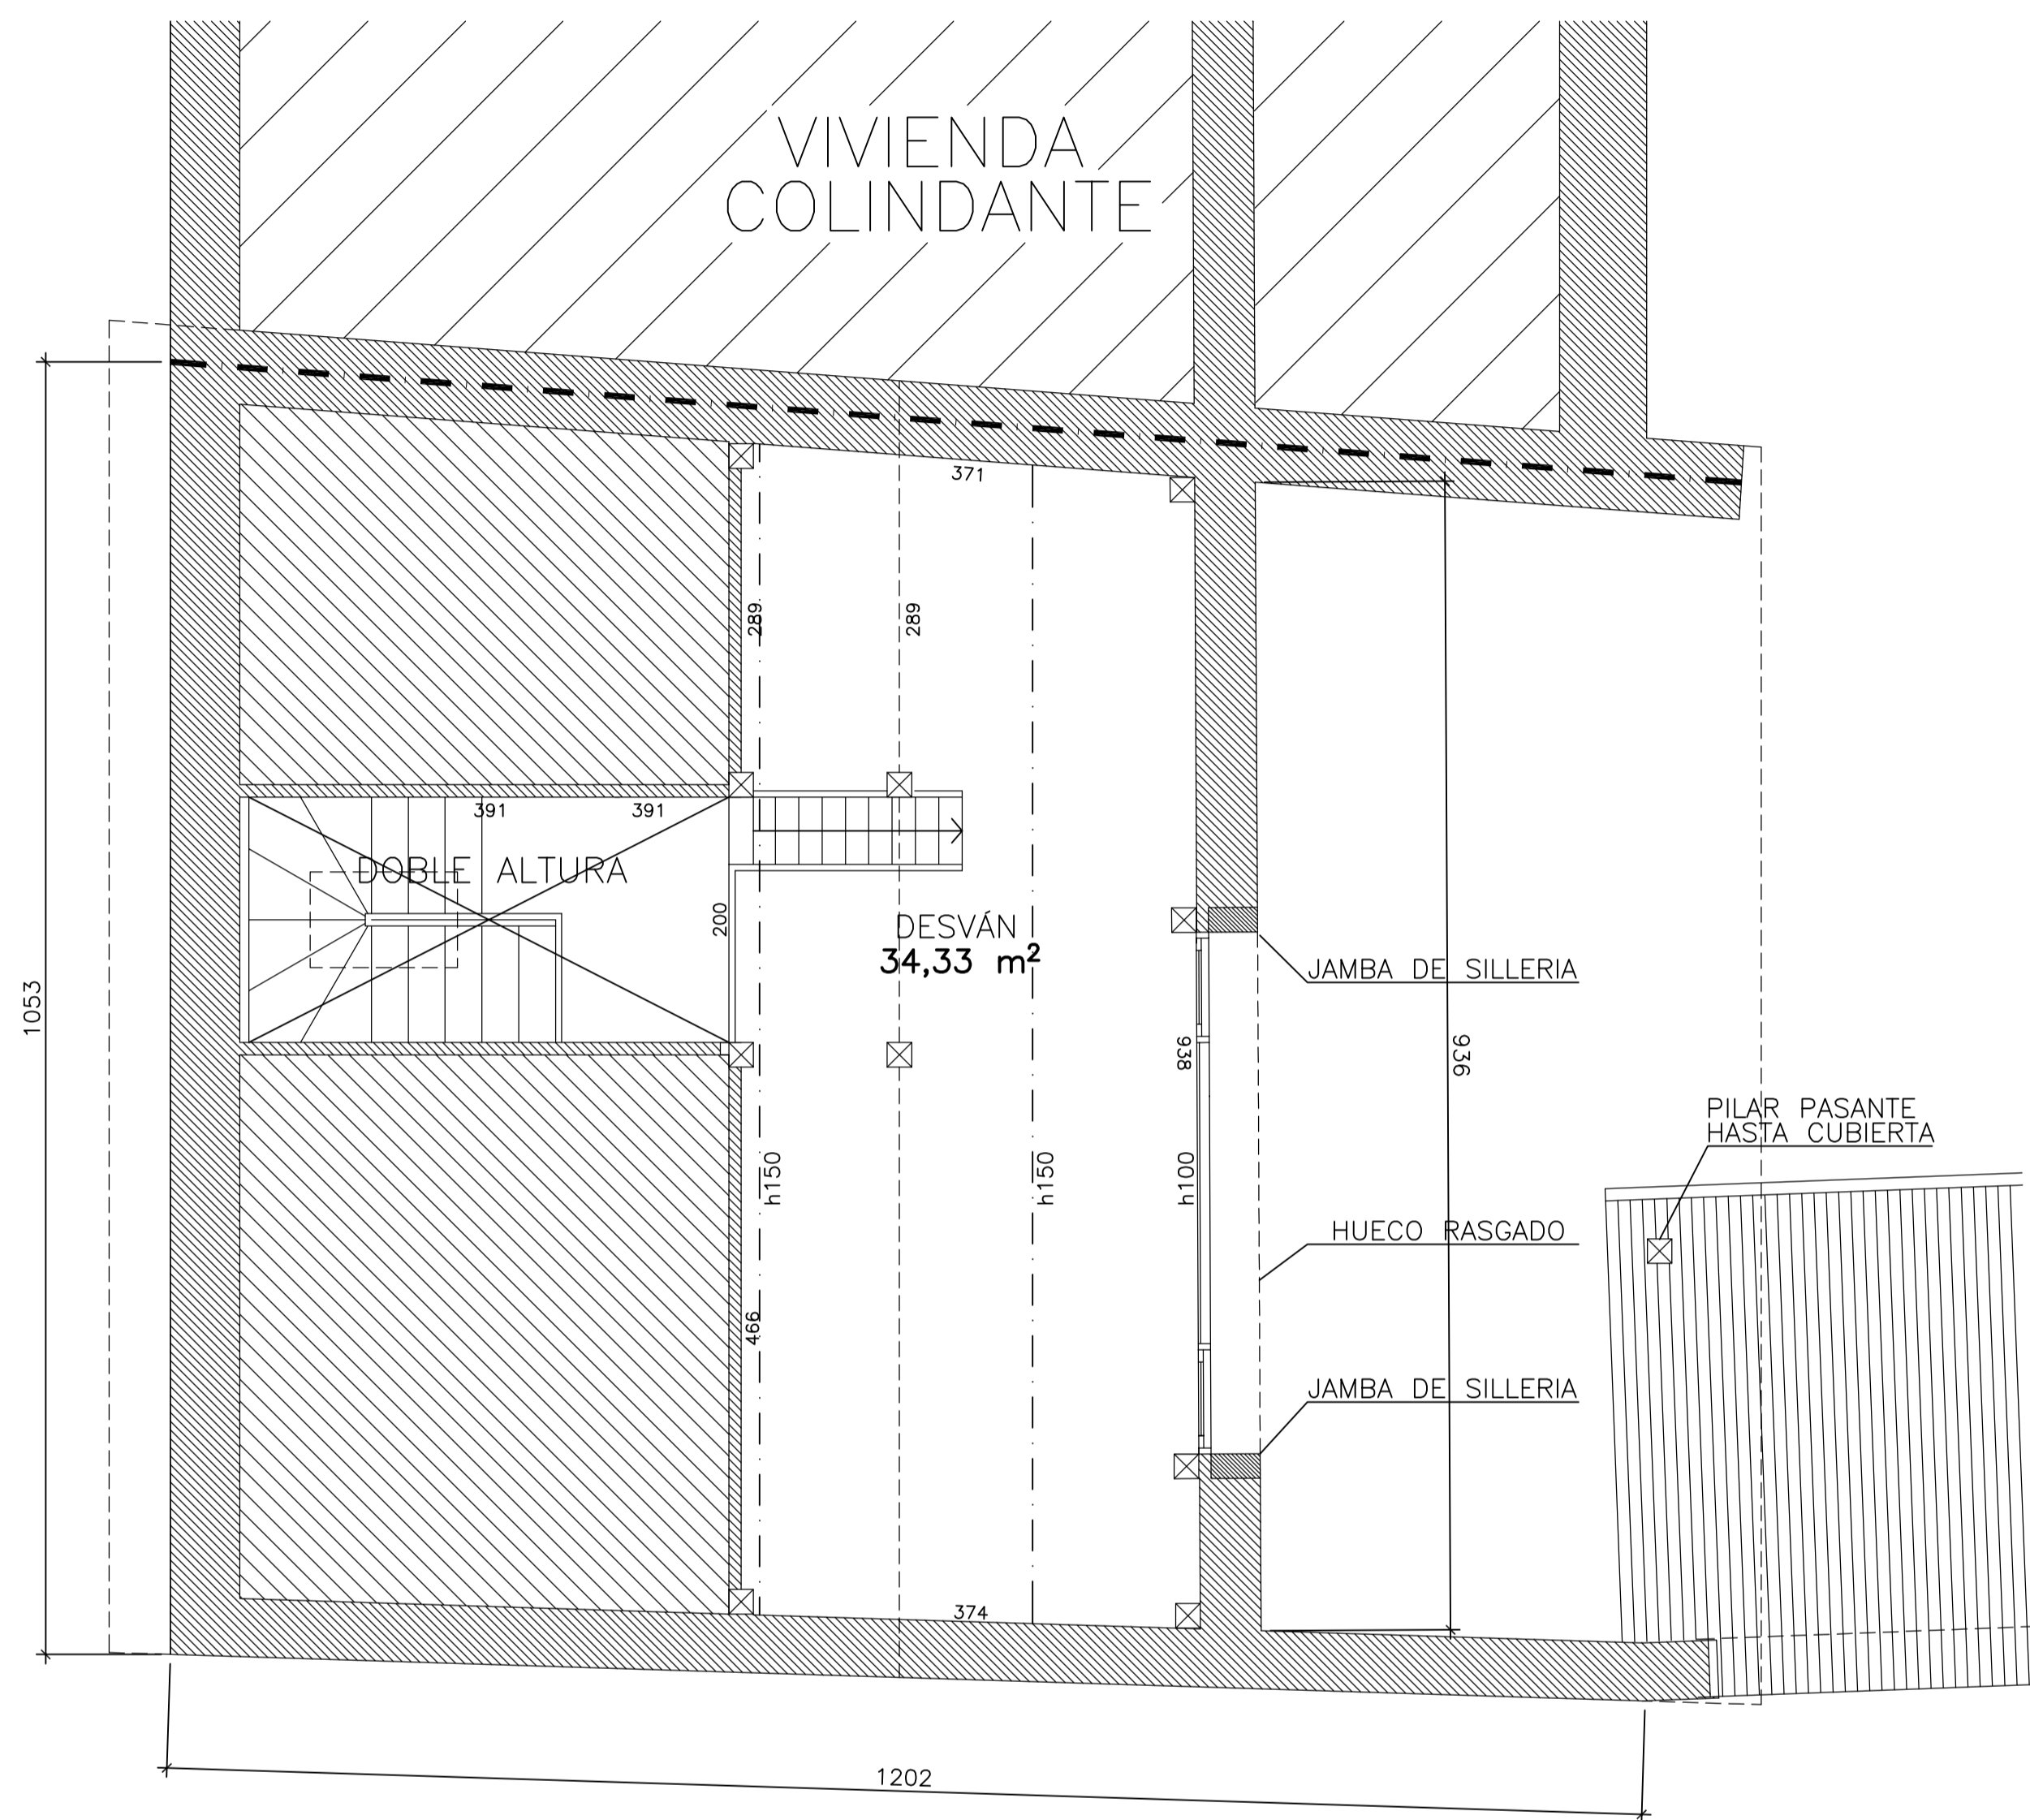 VIVIENDA
COLINDANTE
371
289
289
391
391
DOBLE ALTURA
200
DESVÁN
34,33 m²
JAMBA DE SILLERIA
1053
938
936
PILAR PASANTE
HASTA CUBIERTA
h150
h150
h100
HUECO RASGADO
466
JAMBA DE SILLERIA
374
1202